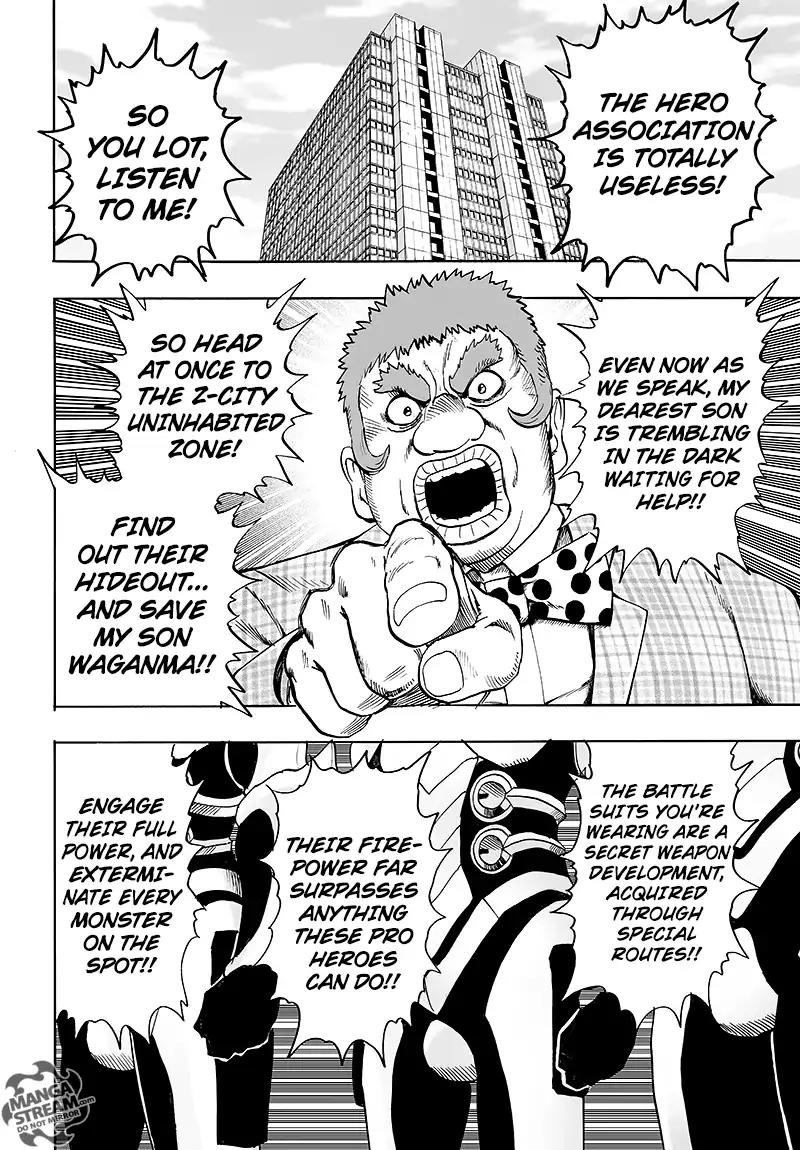 THE HERO
ASSOCIATION
IS TOTALLY
USELESS!
SO
YOU LOT,
LISTEN
TO ME!
EVEN NOW AS
WE SPEAK, MY
DEAREST SON
IS TREMBLING
IN THE DARK
WAITING FOR
HELP!!
SO HEAD
AT ONCE TO
THE Z-CITY
UNINHABITED
ZONE!
FIND
OUT THEIR
HIDEOUT...
AND SAVE
MY SON
WAGANMA!!
THE BATTLE
SUITS YOU'RE
WEARING ARE A
SECRET WEAPON
DEVELOPMENT,
ACQUIRED
THROUGH
SPECIAL
ROUTES!!
THEIR FIRE-
POWER FAR
SURPASSES
ANYTHING
THESE PRO
HEROES
CAN DO!!
ENGAGE
THEIR FULL
POWER, AND
EXTERMI-
NATE EVERY
MONSTER
ON THE
SPOT!!
MANGA
STREAM.com
DO NOT MIRROR